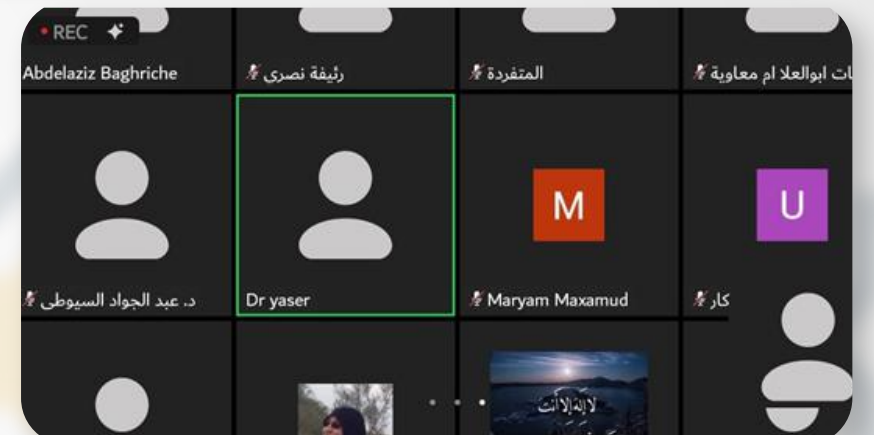 REC
Abdelaziz Baghriche
رئيفة نصري
المتفردة
ات ابوالعلا ام معاوية
M
U
د. عبد الجواد السيوطى
Dr yaser
Maryam Maxamud
كار
لا إله إلا أنت